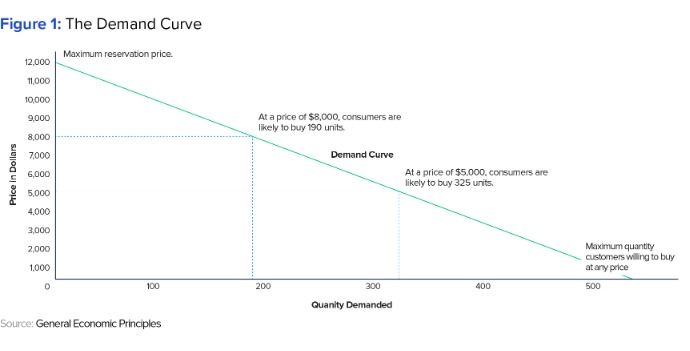 Figure 1: The Demand Curve
Maximum reservation price.
12,000
11,000
10,000
9,000
8,000
7,000
6,000
5,000
4,000
3,000
2,000
1,000
Price in Dollars
At a price of $8,000, consumers are
likely to buy 190 units.
Demand Curve
At a price of $5,000, consumers are
likely to buy 325 units.
Maximum quantity
customers willing to buy
at any price
0 100 200 300 400 500
Quanity Demanded
Source: General Economic Principles